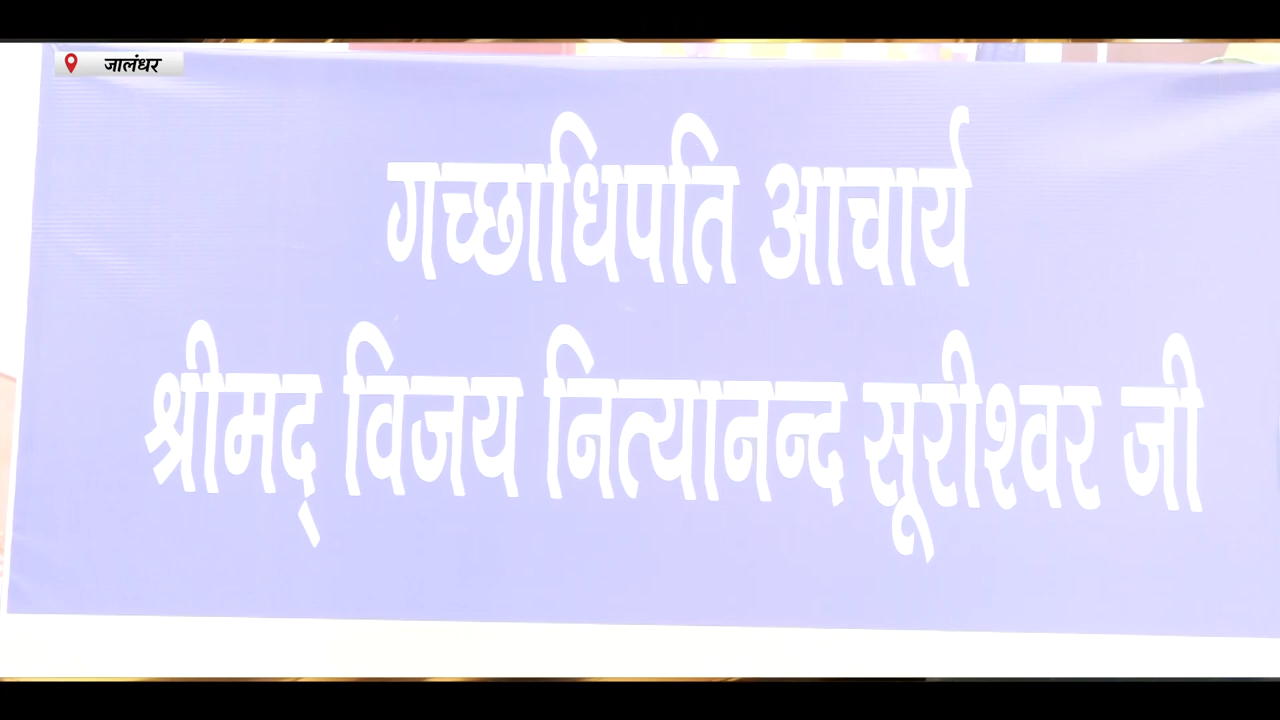 जालंधर
गच्छाधिपति आचार्य
श्रीमद् विजय नित्यानन्द सूरीश्वर जी